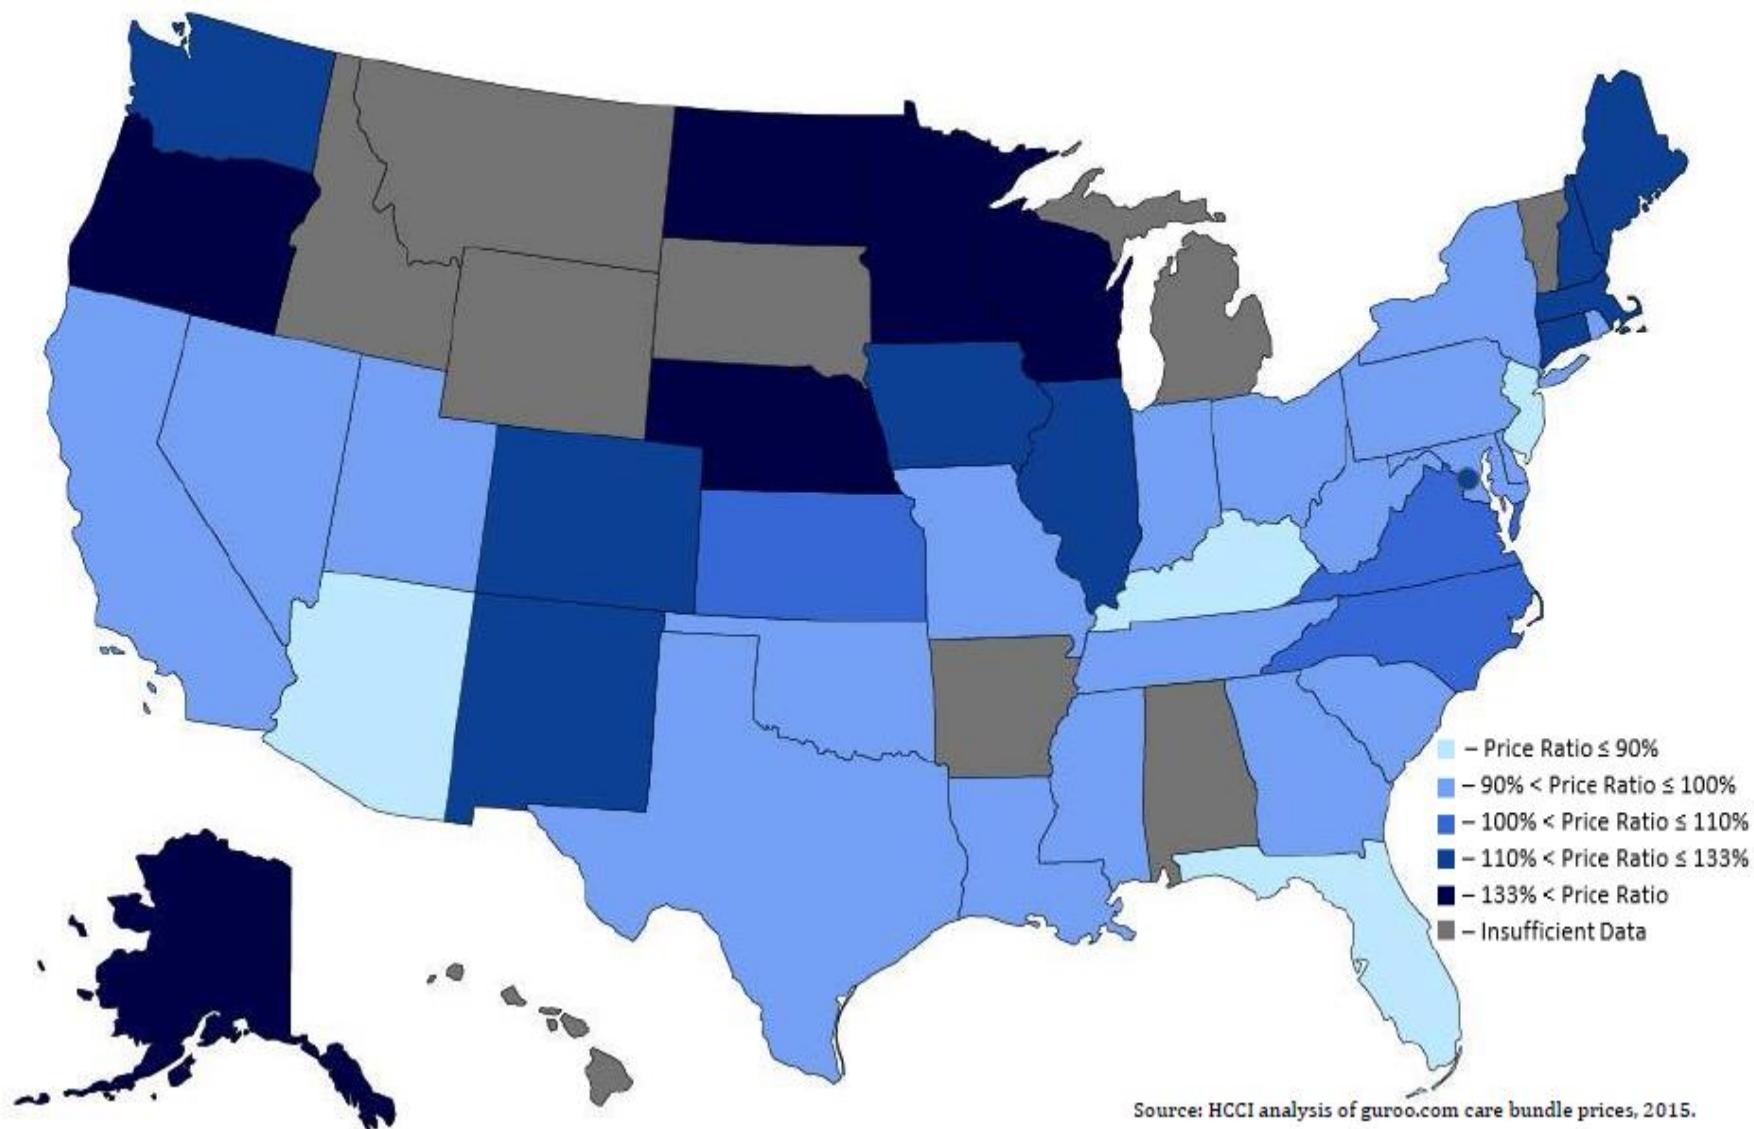 – Price Ratio ≤ 90%
– 90% < Price Ratio ≤ 100%
– 100% < Price Ratio ≤ 110%
– 110% < Price Ratio ≤ 133%
– 133% < Price Ratio
– Insufficient Data
Source: HCCI analysis of guroo.com care bundle prices, 2015.